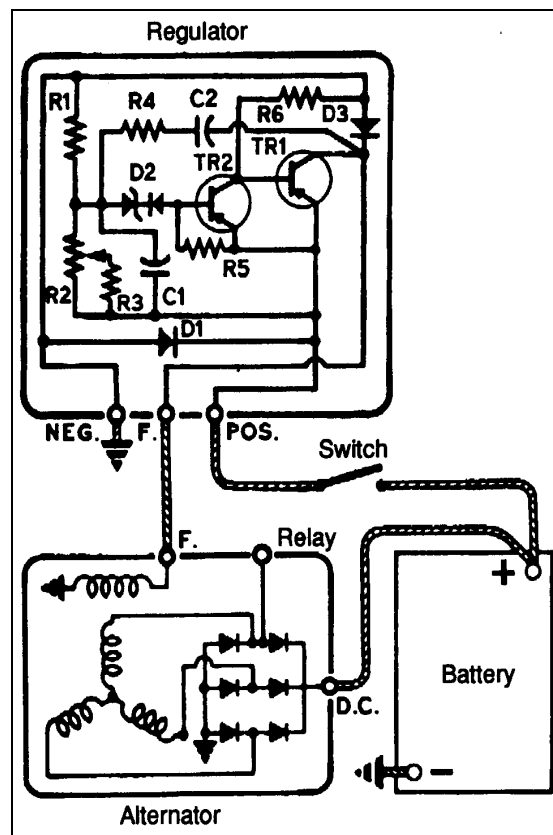 Regulator
R1
R4
C2
R6
D3
TR2
TR1
D2
R5
R2
R3
C1
D1
NEG.
F.
POS.
Switch
F.
Relay
+
Battery
D.C.
-
Alternator